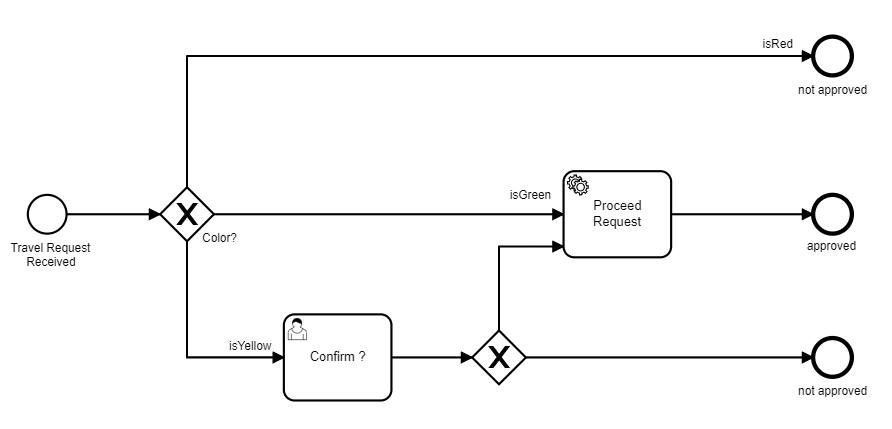 isRed
not approved
isGreen
Proceed
Request
Color?
Travel Request
Received
approved
isYellow
Confirm ?
not approved